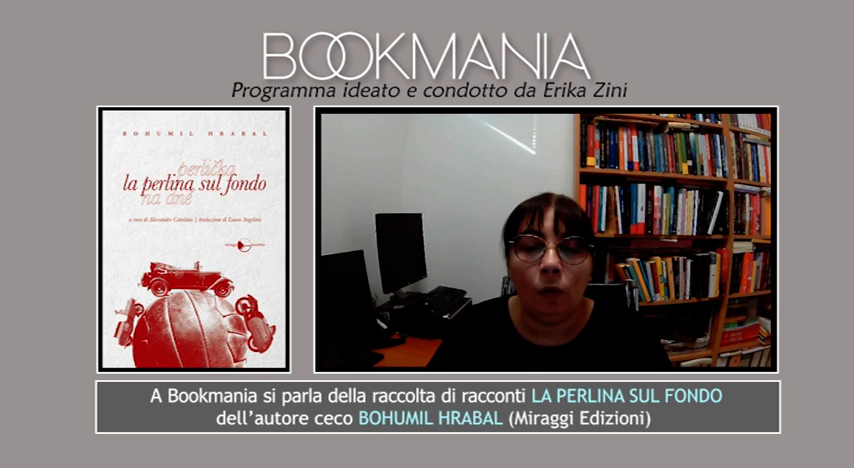 BOOKMANIA
Programma ideato e condotto da Erika Zini
BOHUMIL HRABAL
perlička
la perlina sul fondo
na dně
a cura di Alessandro Catalano | traduzione di Laura Angeloni
A Bookmania si parla della raccolta di racconti LA PERLINA SUL FONDO
dell'autore ceco BOHUMIL HRABAL (Miraggi Edizioni)